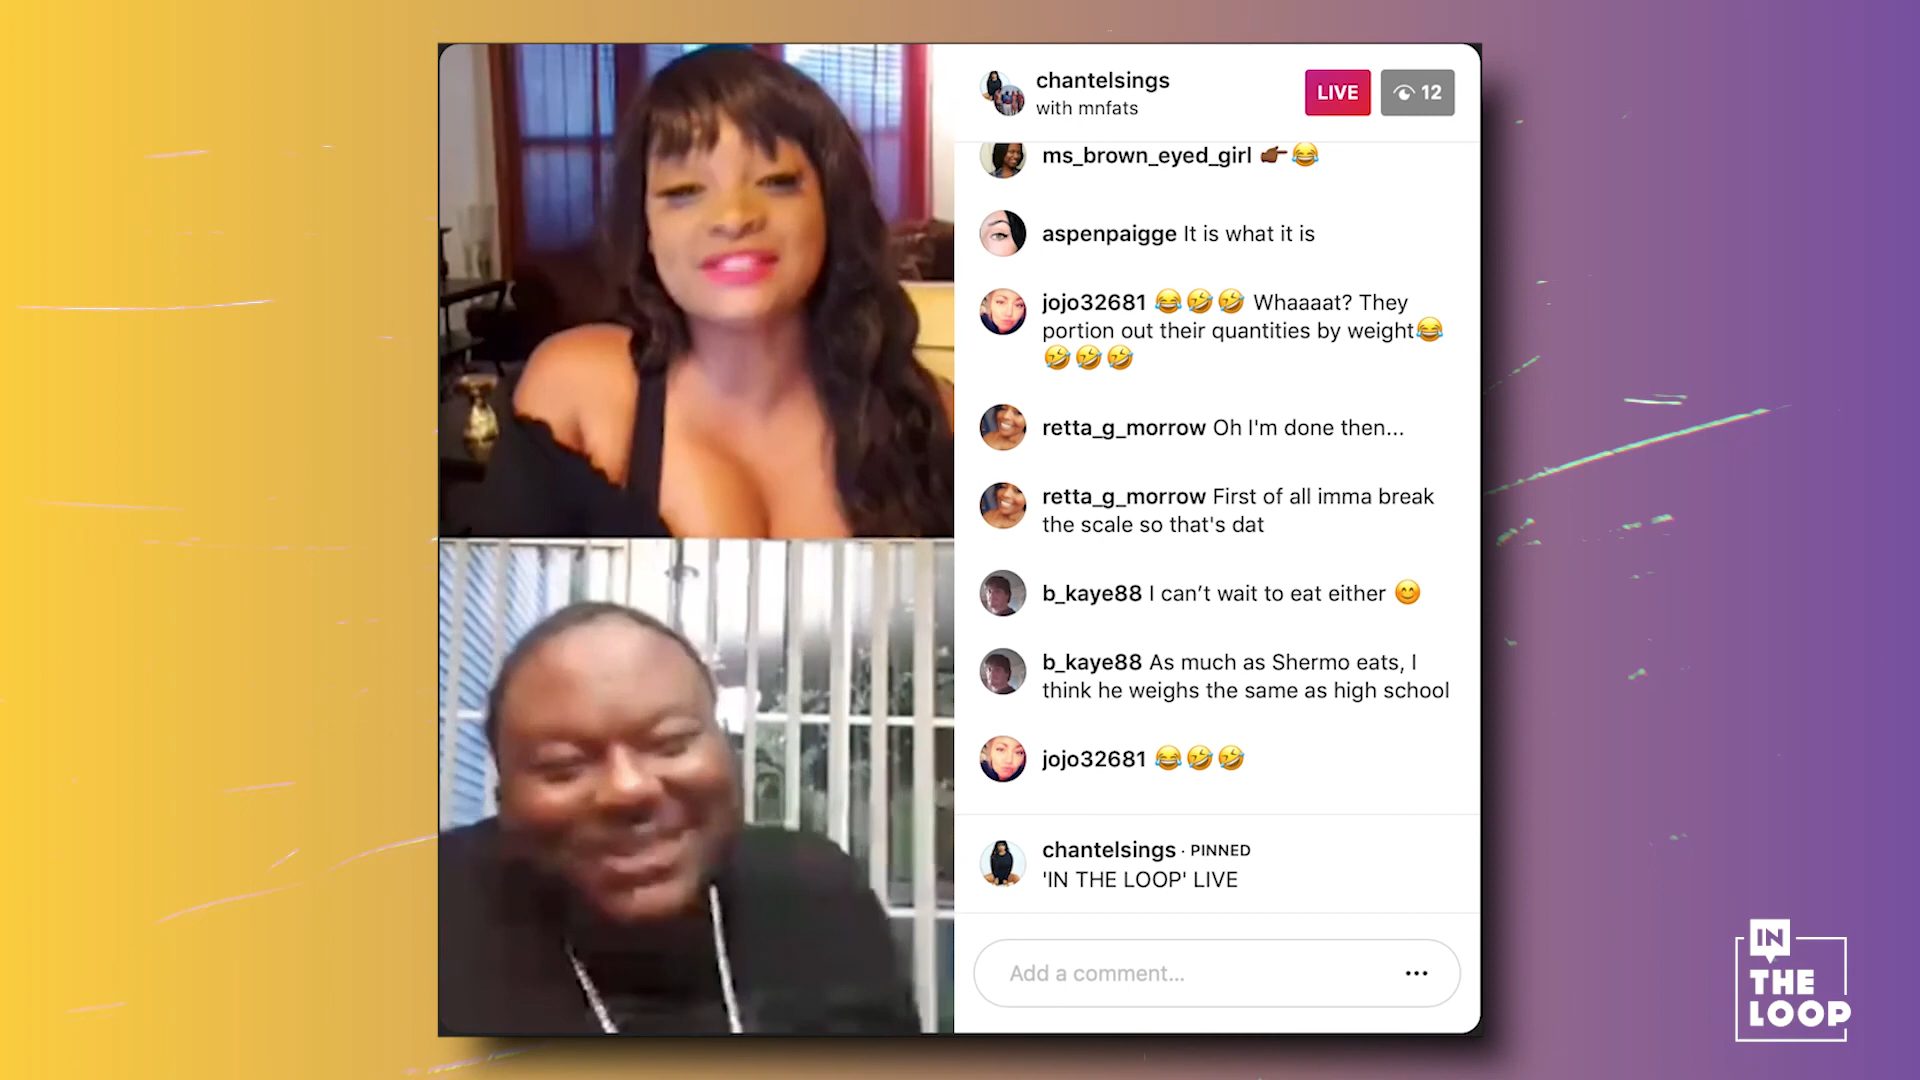 chantelsings
with mnfats
LIVE
12
ms_brown_eyed_girl 👉🏿😂
aspenpaigge It is what it is
jojo32681 😂🤣🤣 Whaaaat? They
portion out their quantities by weight😂
🤣🤣🤣
retta_g_morrow Oh I'm done then...
retta_g_morrow First of all imma break
the scale so that's dat
b_kaye88 I can’t wait to eat either 😊
b_kaye88 As much as Shermo eats, I
think he weighs the same as high school
jojo32681 😂🤣🤣
chantelsings · PINNED
'IN THE LOOP' LIVE
Add a comment...
IN
THE
LOOP